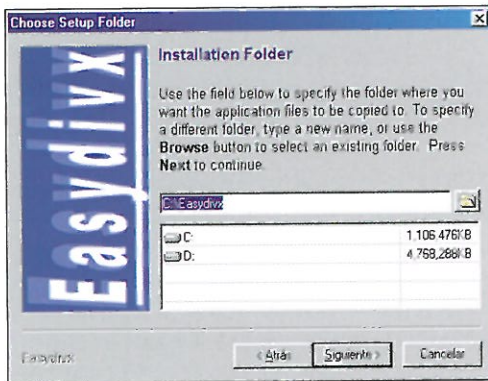 Choose Setup Folder
Easydivx
Installation Folder
Use the field below to specify the folder where you
want the application files to be copied to. To specify
a different folder, type a new name, or use the
Browse button to select an existing folder. Press
Next to continue.
C:\Easydivx
C: 1,106,476KB
D: 4,768,288KB
Easydivx
< Atrás
Siguiente >
Cancelar